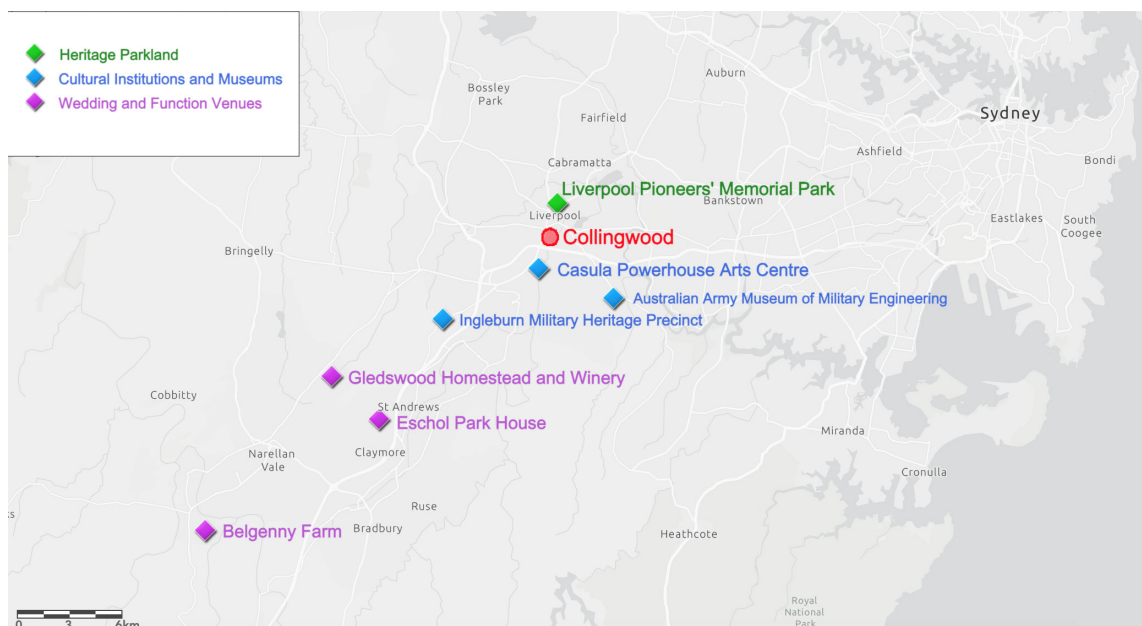 Heritage Parkland
Cultural Institutions and Museums
Wedding and Function Venues
Auburn
Bossley
Park
Sydney
Fairfield
Ashfield
Bondi
Cabramatta
Liverpool Pioneers' Memorial Park
Bankstown
Liverpool
Eastlakes
South
Coogee
Collingwood
Bringelly
Casula Powerhouse Arts Centre
Australian Army Museum of Military Engineering
Ingleburn Military Heritage Precinct
Gledswood Homestead and Winery
Cobbitty
St Andrews
Eschol Park House
Miranda
Narellan
Vale
Claymore
Cronulla
Ruse
Belgenny Farm
Bradbury
Heathcote
Royal
National
Park
0 3 6km